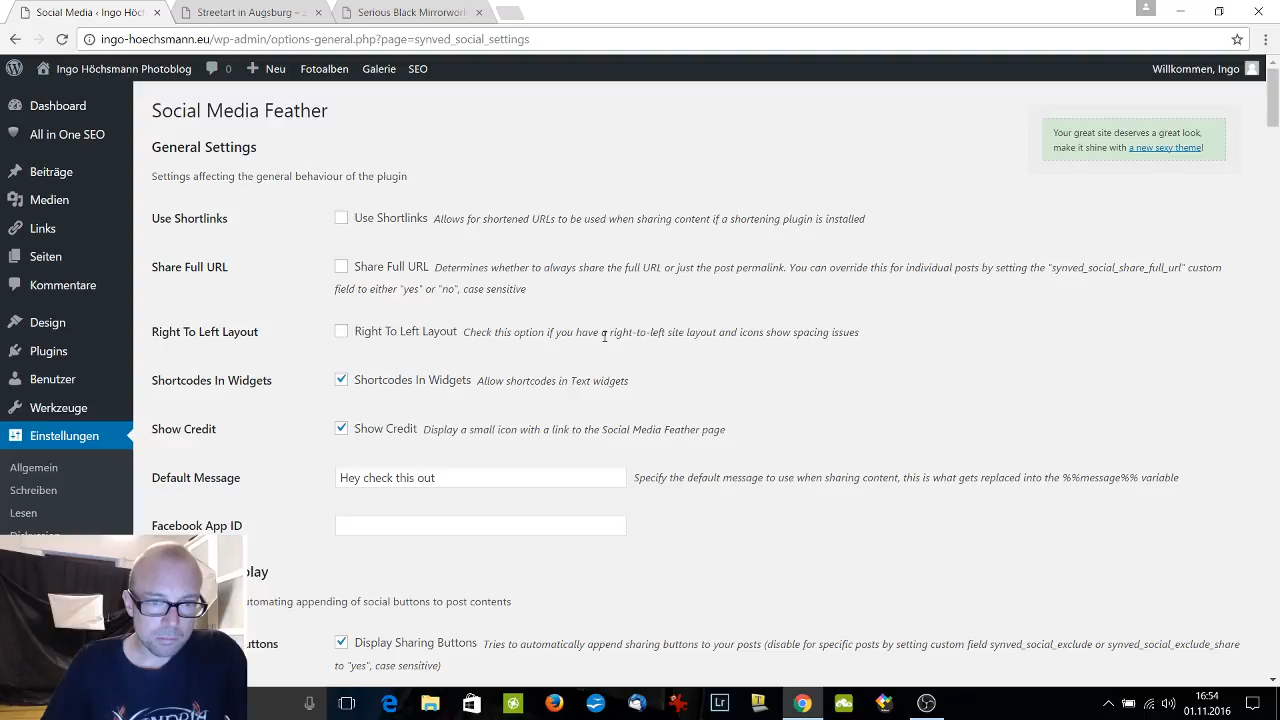 Social Media ‹ Ingo Höch
Streetart in Augsburg –
Serious Black Mirrorworl
ingo-hoechsmann.eu/wp-admin/options-general.php?page=synved_social_settings
Ingo Höchsmann Photoblog 0 Neu Fotoalben Galerie SEO Willkommen, Ingo
Dashboard
All in One SEO
Beiträge
Medien
Links
Seiten
Kommentare
Design
Plugins
Benutzer
Werkzeuge
Einstellungen
Allgemein
Schreiben
Lesen
Social Media Feather
Your great site deserves a great look,
make it shine with a new sexy theme!
General Settings
Settings affecting the general behaviour of the plugin
Use Shortlinks Use Shortlinks Allows for shortened URLs to be used when sharing content if a shortening plugin is installed
Share Full URL Share Full URL Determines whether to always share the full URL or just the post permalink. You can override this for individual posts by setting the "synved_social_share_full_url" custom
field to either "yes" or "no", case sensitive
Right To Left Layout Right To Left Layout Check this option if you have a right-to-left site layout and icons show spacing issues
Shortcodes In Widgets Shortcodes In Widgets Allow shortcodes in Text widgets
Show Credit Show Credit Display a small icon with a link to the Social Media Feather page
Default Message Hey check this out Specify the default message to use when sharing content, this is what gets replaced into the %%message%% variable
Facebook App ID
play
utomating appending of social buttons to post contents
uttons Display Sharing Buttons Tries to automatically append sharing buttons to your posts (disable for specific posts by setting custom field synved_social_exclude or synved_social_exclude_share
to "yes", case sensitive)
Lr
16:54
01.11.2016